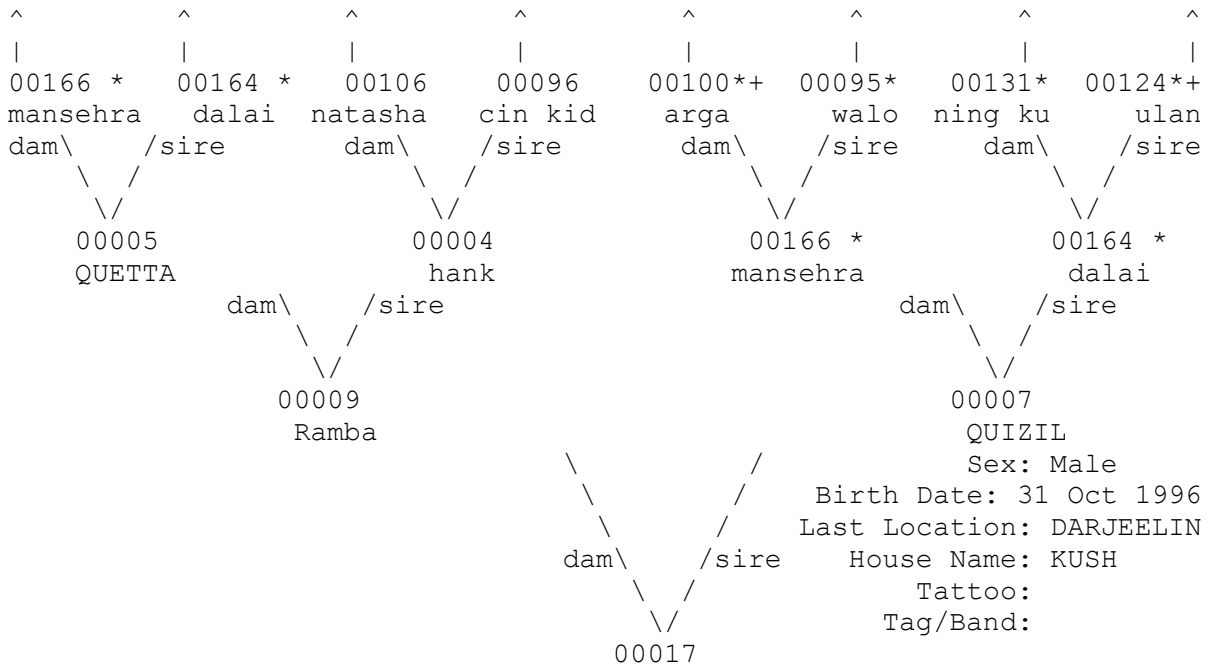 ^ ^ ^ ^ ^ ^ ^ ^
| | | | | | | |
00166 * 00164 * 00106 00096 00100*+ 00095* 00131* 00124*+
mansehra dalai natasha cin kid arga walo ning ku ulan
dam\ /sire dam\ /sire dam\ /sire dam\ /sire
\ / \ / \ / \ /
\/ \/ \/ \/
00005 00004 00166 * 00164 *
QUETTA hank mansehra dalai
dam\ /sire dam\ /sire
\ / \ /
\/ \/
00009 00007
Ramba QUIZIL
\ / Sex: Male
\ / Birth Date: 31 Oct 1996
\ / Last Location: DARJEELIN
dam\ /sire House Name: KUSH
\ / Tattoo:
\/ Tag/Band:
00017